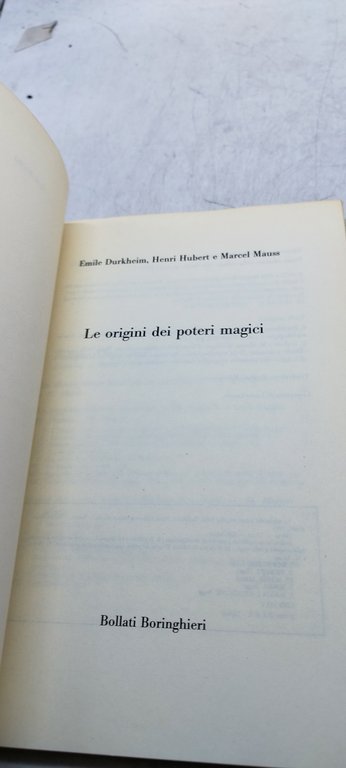 Emile Durkheim, Henri Hubert e Marcel Mauss
Le origini dei poteri magici
Bollati Boringhieri